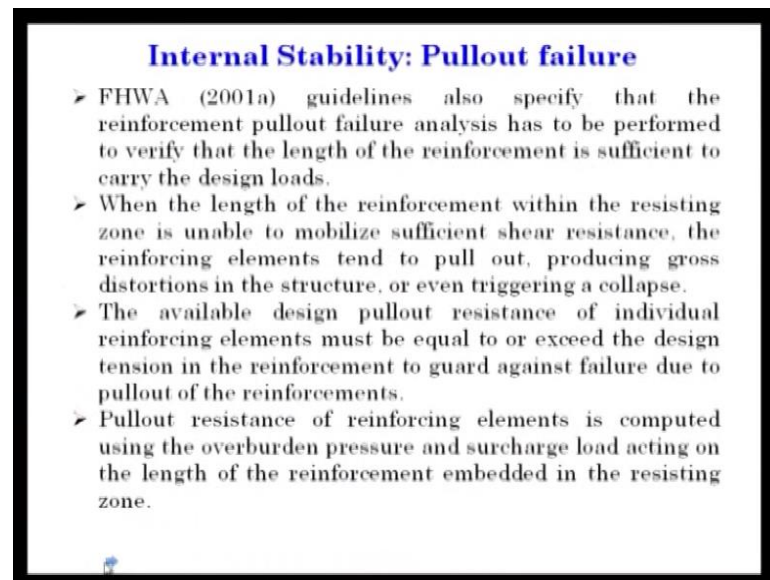 Internal Stability: Pullout failure
➢ FHWA (2001a) guidelines also specify that the
reinforcement pullout failure analysis has to be performed
to verify that the length of the reinforcement is sufficient to
carry the design loads.
➢ When the length of the reinforcement within the resisting
zone is unable to mobilize sufficient shear resistance, the
reinforcing elements tend to pull out, producing gross
distortions in the structure, or even triggering a collapse.
➢ The available design pullout resistance of individual
reinforcing elements must be equal to or exceed the design
tension in the reinforcement to guard against failure due to
pullout of the reinforcements.
➢ Pullout resistance of reinforcing elements is computed
using the overburden pressure and surcharge load acting on
the length of the reinforcement embedded in the resisting
zone.